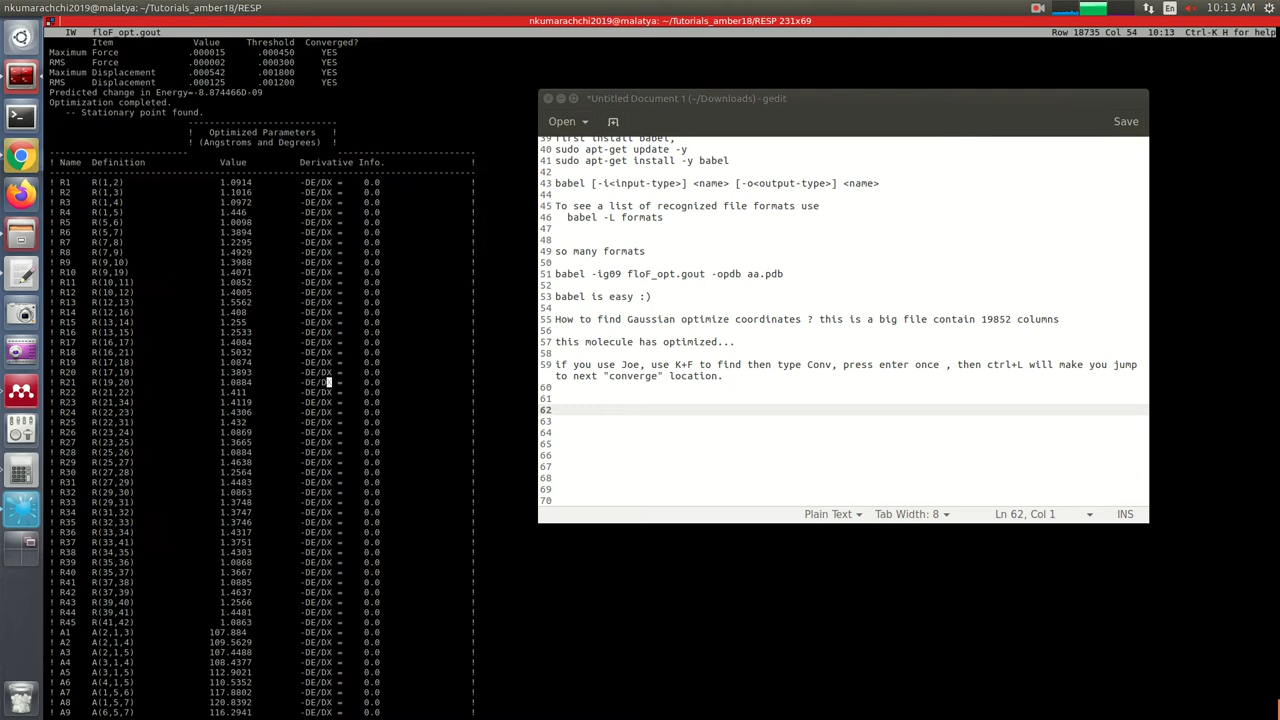 nkumarachchi2019@malatya: ~/Tutorials_amber18/RESP
En
10:13 AM
nkumarachchi2019@malatya: ~/Tutorials_amber18/RESP 231x69
IW floF_opt.gout Row 18735 Col 54 10:13 Ctrl-K H for help
Item Value Threshold Converged?
Maximum Force .000015 .000450 YES
RMS Force .000002 .000300 YES
Maximum Displacement .000542 .001800 YES
RMS Displacement .000125 .001200 YES
Predicted change in Energy=-8.874466D-09
Optimization completed.
-- Stationary point found.
----------------------------
! Optimized Parameters !
! (Angstroms and Degrees) !
! Name Definition Value Derivative Info. !
! R1 R(1,2) 1.0914 -DE/DX = 0.0 !
! R2 R(1,3) 1.1016 -DE/DX = 0.0 !
! R3 R(1,4) 1.0972 -DE/DX = 0.0 !
! R4 R(1,5) 1.446 -DE/DX = 0.0 !
! R5 R(5,6) 1.0098 -DE/DX = 0.0 !
! R6 R(5,7) 1.3894 -DE/DX = 0.0 !
! R7 R(7,8) 1.2295 -DE/DX = 0.0 !
! R8 R(7,9) 1.4929 -DE/DX = 0.0 !
! R9 R(9,10) 1.3988 -DE/DX = 0.0 !
! R10 R(9,19) 1.4071 -DE/DX = 0.0 !
! R11 R(10,11) 1.0852 -DE/DX = 0.0 !
! R12 R(10,12) 1.4005 -DE/DX = 0.0 !
! R13 R(12,13) 1.5562 -DE/DX = 0.0 !
! R14 R(12,16) 1.408 -DE/DX = 0.0 !
! R15 R(13,14) 1.255 -DE/DX = 0.0 !
! R16 R(13,15) 1.2533 -DE/DX = 0.0 !
! R17 R(16,17) 1.4084 -DE/DX = 0.0 !
! R18 R(16,21) 1.5032 -DE/DX = 0.0 !
! R19 R(17,18) 1.0874 -DE/DX = 0.0 !
! R20 R(17,19) 1.3893 -DE/DX = 0.0 !
! R21 R(19,20) 1.0884 -DE/DX = 0.0 !
! R22 R(21,22) 1.411 -DE/DX = 0.0 !
! R23 R(21,34) 1.4119 -DE/DX = 0.0 !
! R24 R(22,23) 1.4306 -DE/DX = 0.0 !
! R25 R(22,31) 1.432 -DE/DX = 0.0 !
! R26 R(23,24) 1.0869 -DE/DX = 0.0 !
! R27 R(23,25) 1.3665 -DE/DX = 0.0 !
! R28 R(25,26) 1.0884 -DE/DX = 0.0 !
! R29 R(25,27) 1.4638 -DE/DX = 0.0 !
! R30 R(27,28) 1.2564 -DE/DX = 0.0 !
! R31 R(27,29) 1.4483 -DE/DX = 0.0 !
! R32 R(29,30) 1.0863 -DE/DX = 0.0 !
! R33 R(29,31) 1.3748 -DE/DX = 0.0 !
! R34 R(31,32) 1.3747 -DE/DX = 0.0 !
! R35 R(32,33) 1.3746 -DE/DX = 0.0 !
! R36 R(33,34) 1.4317 -DE/DX = 0.0 !
! R37 R(33,41) 1.3751 -DE/DX = 0.0 !
! R38 R(34,35) 1.4303 -DE/DX = 0.0 !
! R39 R(35,36) 1.0868 -DE/DX = 0.0 !
! R40 R(35,37) 1.3667 -DE/DX = 0.0 !
! R41 R(37,38) 1.0885 -DE/DX = 0.0 !
! R42 R(37,39) 1.4637 -DE/DX = 0.0 !
! R43 R(39,40) 1.2566 -DE/DX = 0.0 !
! R44 R(39,41) 1.4481 -DE/DX = 0.0 !
! R45 R(41,42) 1.0863 -DE/DX = 0.0 !
! A1 A(2,1,3) 107.884 -DE/DX = 0.0 !
! A2 A(2,1,4) 109.5629 -DE/DX = 0.0 !
! A3 A(2,1,5) 107.4488 -DE/DX = 0.0 !
! A4 A(3,1,4) 108.4377 -DE/DX = 0.0 !
! A5 A(3,1,5) 112.9021 -DE/DX = 0.0 !
! A6 A(4,1,5) 110.5352 -DE/DX = 0.0 !
! A7 A(1,5,6) 117.8802 -DE/DX = 0.0 !
! A8 A(1,5,7) 120.8392 -DE/DX = 0.0 !
! A9 A(6,5,7) 116.2941 -DE/DX = 0.0 !
*Untitled Document 1 (~/Downloads) - gedit
Open Save
39 First install babel,
40 sudo apt-get update -y
41 sudo apt-get install -y babel
43 babel [-i<input-type>] <name> [-o<output-type>] <name>
44
45 To see a list of recognized file formats use
46 babel -L formats
47
48
49 so many formats
50
51 babel -ig09 floF_opt.gout -opdb aa.pdb
52
53 babel is easy :)
54
55 How to find Gaussian optimize coordinates ? this is a big file contain 19852 columns
56
57 this molecule has optimized...
58
59 if you use Joe, use K+F to find then type Conv, press enter once , then ctrl+L will make you jump
to next "converge" location.
60
61
62
63
64
65
66
67
68
69
70
Plain Text Tab Width: 8 Ln 62, Col 1 INS